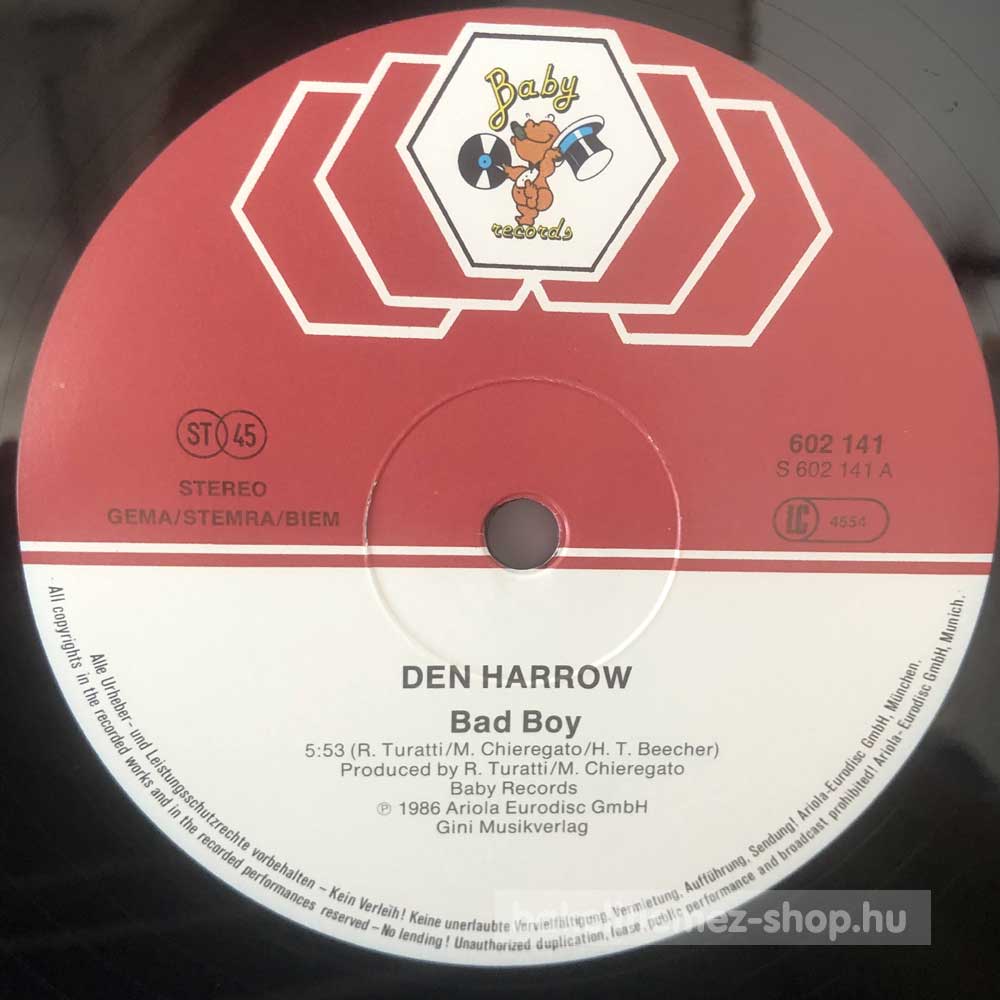 Baby
records
ST 45
STEREO
GEMA/STEMRA/BIEM
602 141
S 602 141 A
LC 4554
DEN HARROW
Bad Boy
5:53 (R. Turatti/M. Chieregato/H. T. Beecher)
Produced by R. Turatti/M. Chieregato
Baby Records
℗ 1986 Ariola Eurodisc GmbH
Gini Musikverlag
Alle Urheber- und Leistungsschutzrechte vorbehalten – Kein Verleih! Keine unerlaubte Vervielfältigung, Vermietung, Aufführung, Sendung! Ariola-Eurodisc GmbH, München.
All copyrights in the recorded works and in the recorded performances reserved – No lending! Unauthorized duplication, lease, public performance and broadcast prohibited! Ariola-Eurodisc GmbH, Munich.
-shop.hu